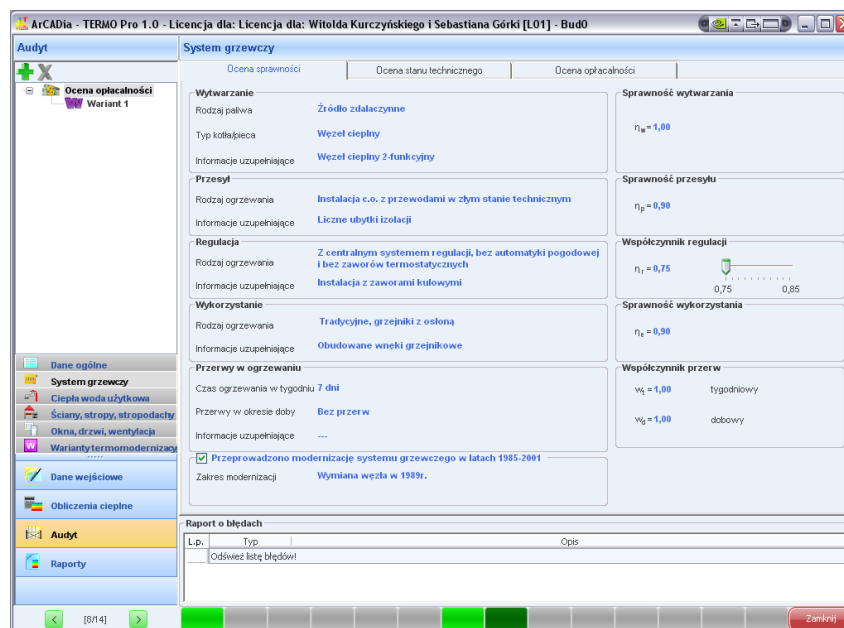 ArCADia - TERMO Pro 1.0 - Licencja dla: Licencja dla: Witolda Kurczyńskiego i Sebastiana Górki [L01] - Bud0
Audyt
System grzewczy
Ocena sprawności
Ocena stanu technicznego
Ocena opłacalności
Ocena opłacalności
Wariant 1
Wytwarzanie
Rodzaj paliwa Źródło zdalaczynne
Typ kotła/pieca Węzeł cieplny
Informacje uzupełniające Węzeł cieplny 2-funkcyjny
Sprawność wytwarzania
ηw = 1,00
Przesył
Rodzaj ogrzewania Instalacja c.o. z przewodami w złym stanie technicznym
Informacje uzupełniające Liczne ubytki izolacji
Sprawność przesyłu
ηp = 0,90
Regulacja
Rodzaj ogrzewania Z centralnym systemem regulacji, bez automatyki pogodowej
i bez zaworów termostatycznych
Informacje uzupełniające Instalacja z zaworami kulowymi
Współczynnik regulacji
ηr = 0,75
0,75 0,85
Wykorzystanie
Rodzaj ogrzewania Tradycyjne, grzejniki z osłoną
Informacje uzupełniające Obudowane wnęki grzejnikowe
Sprawność wykorzystania
ηe = 0,90
Przerwy w ogrzewaniu
Czas ogrzewania w tygodniu 7 dni
Przerwy w okresie doby Bez przerw
Informacje uzupełniające ---
Współczynnik przerw
wt = 1,00 tygodniowy
wd = 1,00 dobowy
Przeprowadzono modernizację systemu grzewczego w latach 1985-2001
Zakres modernizacji Wymiana węzła w 1989r.
Dane ogólne
System grzewczy
Ciepła woda użytkowa
Ściany, stropy, stropodachy
Okna, drzwi, wentylacja
Warianty termomodernizacy
Dane wejściowe
Obliczenia cieplne
Audyt
Raporty
Raport o błędach
L.p. Typ Opis
Odśwież listę błędów!
< [8/14] >
Zamknij